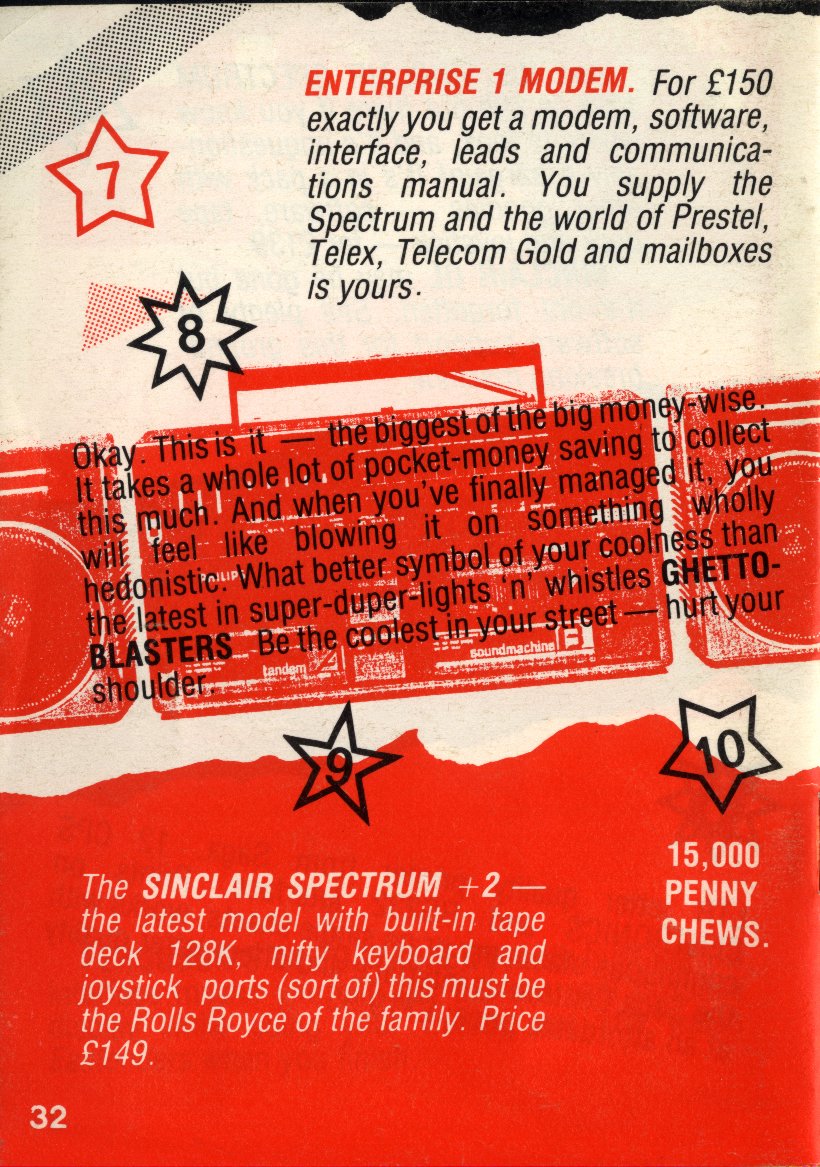 7
ENTERPRISE 1 MODEM. For £150
exactly you get a modem, software,
interface, leads and communica-
tions manual. You supply the
Spectrum and the world of Prestel,
Telex, Telecom Gold and mailboxes
is yours.
8
Okay. This is it — the biggest of the big money-wise.
It takes a whole lot of pocket-money saving to collect
this much. And when you've finally managed it, you
will feel like blowing it on something wholly
hedonistic. What better symbol of your coolness than
the latest in super-duper-lights 'n' whistles GHETTO-
BLASTERS Be the coolest in your street — hurt your
shoulder.
PHILIPS
tandem
soundmachine
9
The SINCLAIR SPECTRUM +2 —
the latest model with built-in tape
deck 128K, nifty keyboard and
joystick ports (sort of) this must be
the Rolls Royce of the family. Price
£149.
10
15,000
PENNY
CHEWS.
32